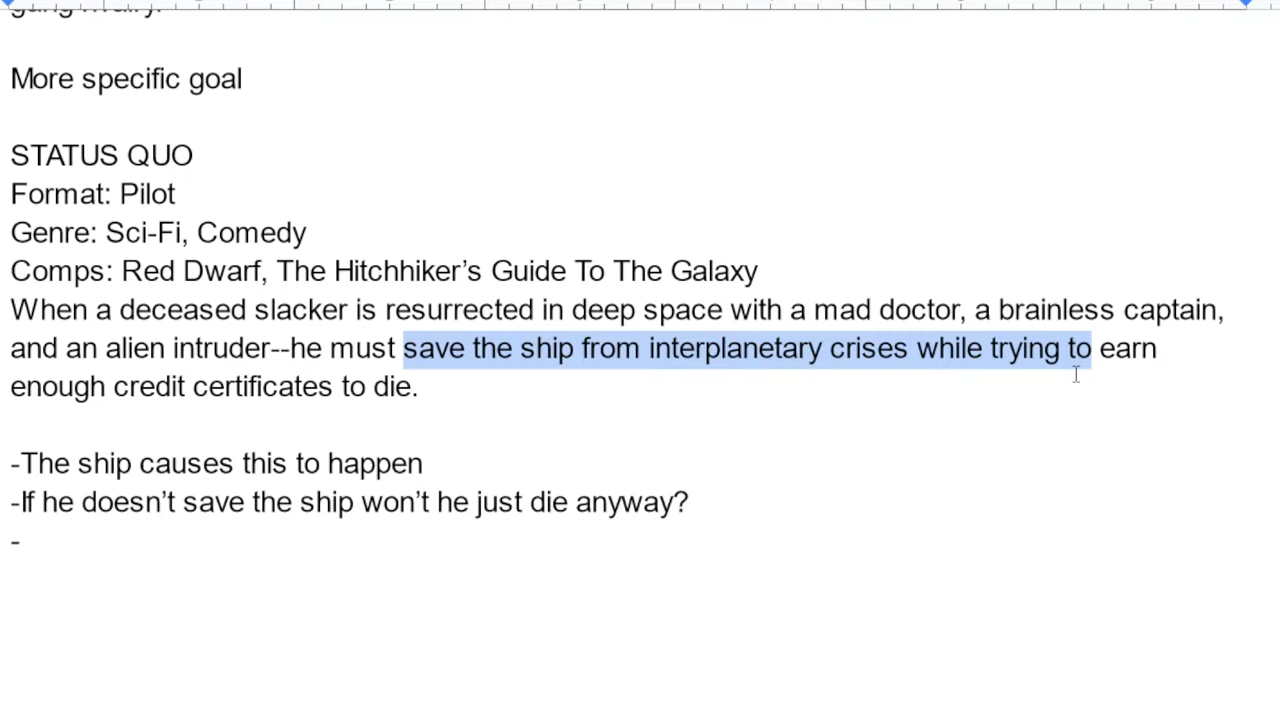 More specific goal
STATUS QUO
Format: Pilot
Genre: Sci-Fi, Comedy
Comps: Red Dwarf, The Hitchhiker’s Guide To The Galaxy
When a deceased slacker is resurrected in deep space with a mad doctor, a brainless captain,
and an alien intruder--he must save the ship from interplanetary crises while trying to earn
enough credit certificates to die.
-The ship causes this to happen
-If he doesn’t save the ship won’t he just die anyway?
-